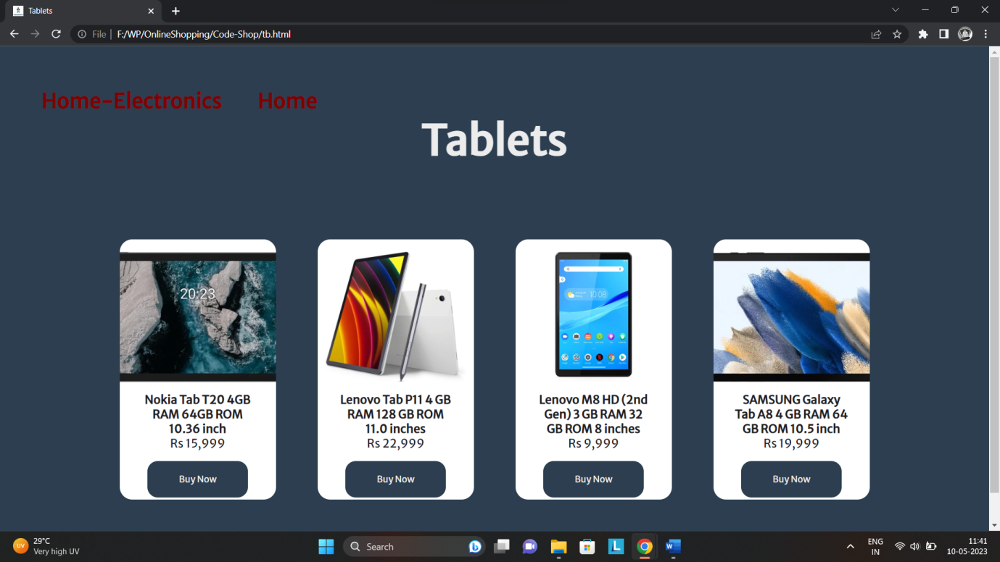 Tablets
File
F:/WP/OnlineShopping/Code-Shop/tb.html
Home-Electronics
Home
Tablets
20:23
10:08
Nokia Tab T20 4GB
RAM 64GB ROM
10.36 inch
Rs 15,999
Buy Now
Lenovo Tab P11 4 GB
RAM 128 GB ROM
11.0 inches
Rs 22,999
Buy Now
Lenovo M8 HD (2nd
Gen) 3 GB RAM 32
GB ROM 8 inches
Rs 9,999
Buy Now
SAMSUNG Galaxy
Tab A8 4 GB RAM 64
GB ROM 10.5 inch
Rs 19,999
Buy Now
UV
29°C
Very high UV
Search
L
W
ENG
IN
11:41
10-05-2023